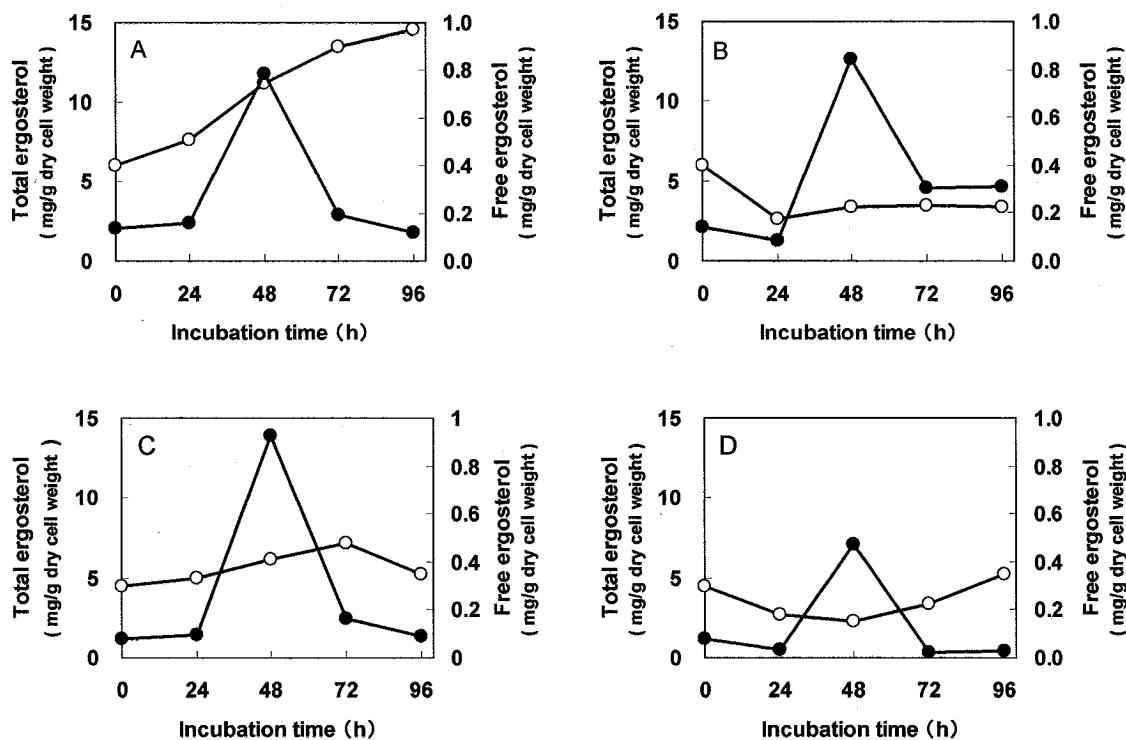 A
Total ergosterol
( mg/g dry cell weight )
15
10
5
0
Free ergosterol
( mg/g dry cell weight )
1.0
0.8
0.6
0.4
0.2
0.0
0 24 48 72 96
Incubation time (h)
B
Total ergosterol
( mg/g dry cell weight )
15
10
5
0
Free ergosterol
( mg/g dry cell weight )
1.0
0.8
0.6
0.4
0.2
0.0
0 24 48 72 96
Incubation time (h)
C
Total ergosterol
( mg/g dry cell weight )
15
10
5
0
Free ergosterol
( mg/g dry cell weight )
1
0.8
0.6
0.4
0.2
0
0 24 48 72 96
Incubation time (h)
D
Total ergosterol
( mg/g dry cell weight )
15
10
5
0
Free ergosterol
( mg/g dry cell weight )
1.0
0.8
0.6
0.4
0.2
0.0
0 24 48 72 96
Incubation time (h)